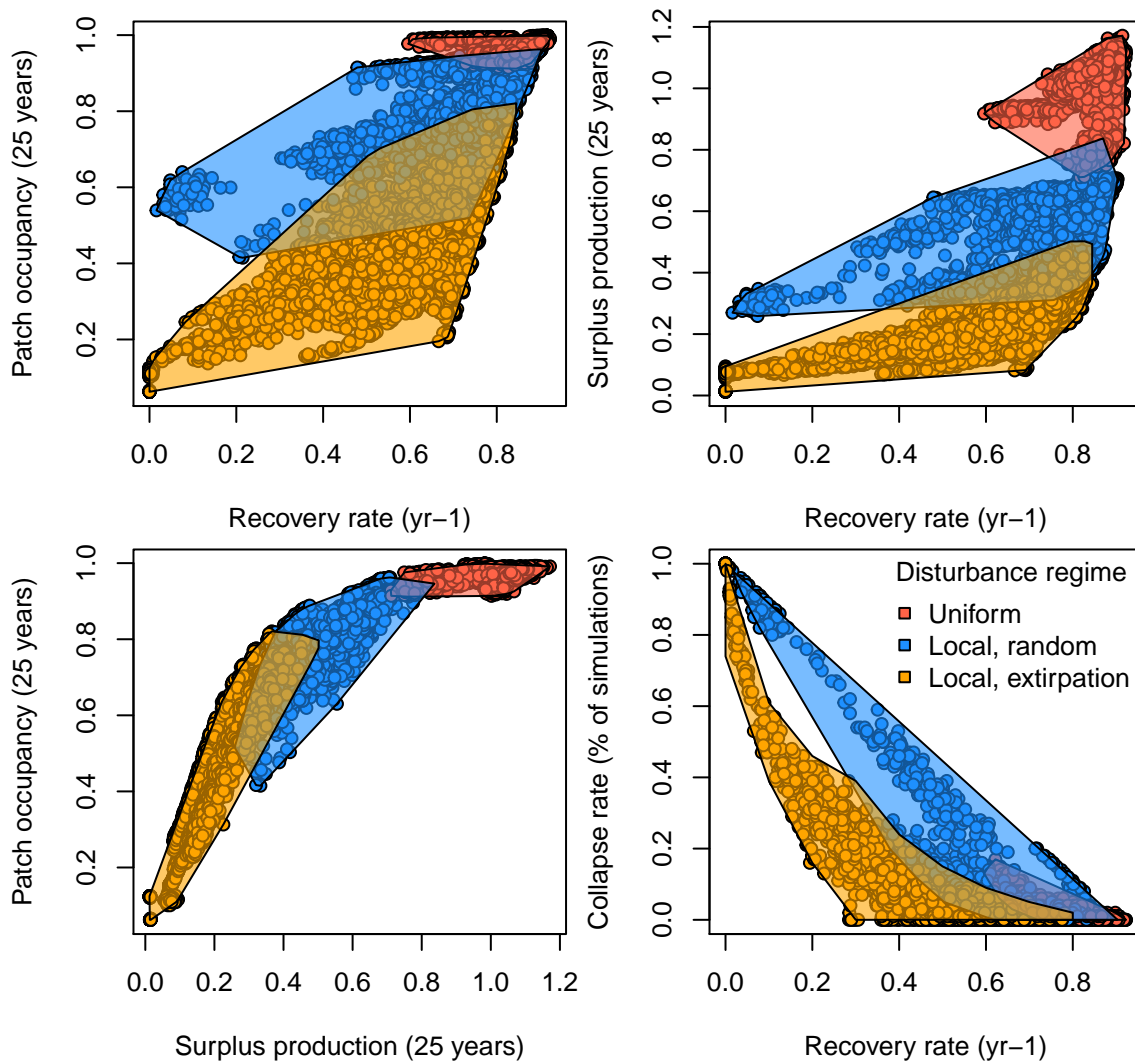 Patch occupancy (25 years)
1.0
0.8
0.6
0.4
0.2
0.0 0.2 0.4 0.6 0.8
Recovery rate (yr−1)
Surplus production (25 years)
1.2
1.0
0.8
0.6
0.4
0.2
0.0
0.0 0.2 0.4 0.6 0.8
Recovery rate (yr−1)
Patch occupancy (25 years)
1.0
0.8
0.6
0.4
0.2
0.0 0.2 0.4 0.6 0.8 1.0 1.2
Surplus production (25 years)
Collapse rate (% of simulations)
1.0
0.8
0.6
0.4
0.2
0.0
Disturbance regime
Uniform
Local, random
Local, extirpation
0.0 0.2 0.4 0.6 0.8
Recovery rate (yr−1)